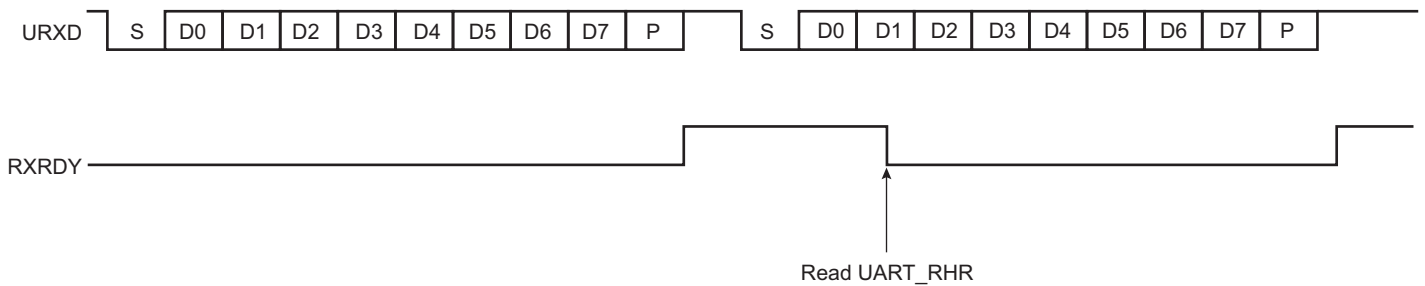 URXD S D0 D1 D2 D3 D4 D5 D6 D7 P S D0 D1 D2 D3 D4 D5 D6 D7 P
RXRDY
Read UART_RHR